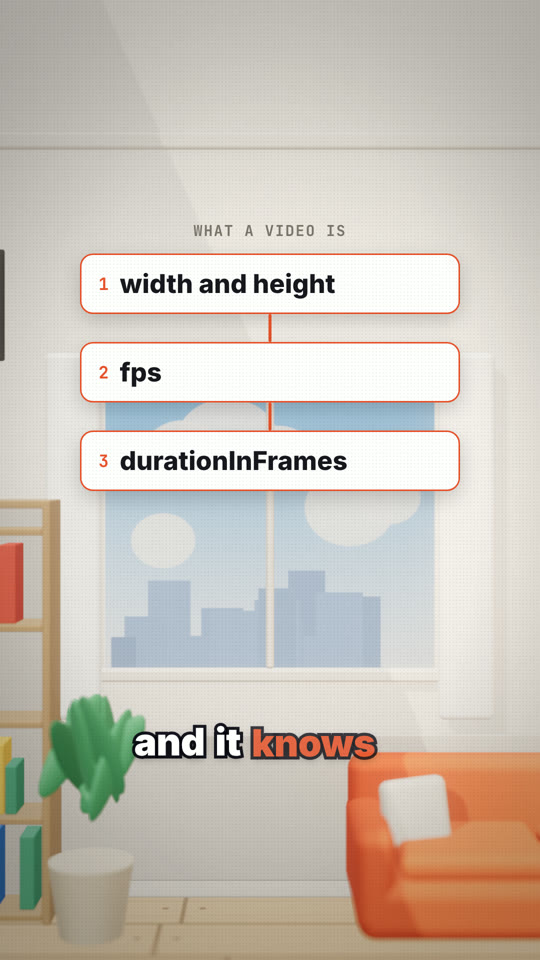 WHAT A VIDEO IS
1 width and height
2 fps
3 durationInFrames
and it knows